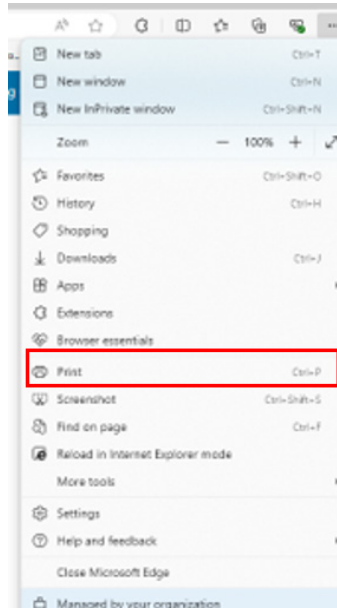 New tab Ctrl+T
New window Ctrl+N
New InPrivate window Ctrl+Shift+N
Zoom — 100% +
Favorites Ctrl+Shift+O
History Ctrl+H
Shopping
Downloads Ctrl+J
Apps
Extensions
Browser essentials
Print Ctrl+P
Screenshot Ctrl+Shift+S
Find on page Ctrl+F
Reload in Internet Explorer mode
More tools
Settings
Help and feedback
Close Microsoft Edge
Managed by your organization